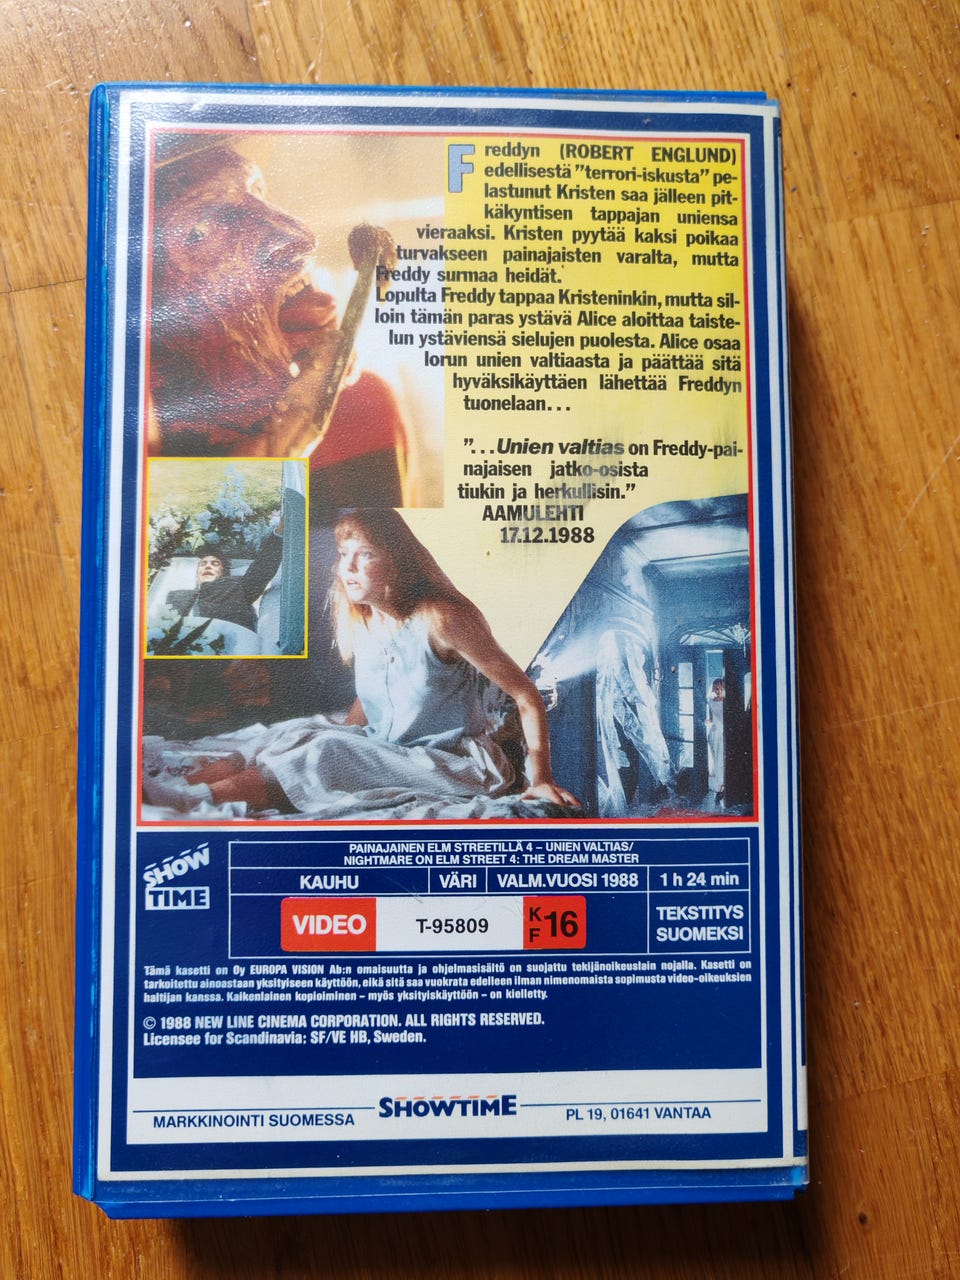 Freddyn (ROBERT ENGLUND)
edellisestä "terrori-iskusta" pe-
lastunut Kristen saa jälleen pit-
käkyntisen tappajan uniensa
vieraaksi. Kristen pyytää kaksi poikaa
turvakseen painajaisten varalta, mutta
Freddy surmaa heidät.
Lopulta Freddy tappaa Kristeninkin, mutta sil-
loin tämän paras ystävä Alice aloittaa taiste-
lun ystäviensä sielujen puolesta. Alice osaa
lorun unien valtiaasta ja päättää sitä
hyväksikäyttäen lähettää Freddyn
tuonelaan...
"...Unien valtias on Freddy-pai-
najaisen jatko-osista
tiukin ja herkullisin."
AAMULEHTI
17.12.1988
SHOW
TIME
PAINAJAINEN ELM STREETILLÄ 4 – UNIEN VALTIAS/
NIGHTMARE ON ELM STREET 4: THE DREAM MASTER
KAUHU VÄRI VALM.VUOSI 1988 1 h 24 min
VIDEO T-95809 K F 16
TEKSTITYS
SUOMEKSI
Tämä kasetti on Oy EUROPA VISION Ab:n omaisuutta ja ohjelmasisältö on suojattu tekijänoikeuslain nojalla. Kasetti on
tarkoitettu ainoastaan yksityiseen käyttöön, eikä sitä saa vuokrata edelleen ilman nimenomaista sopimusta video-oikeuksien
haltijan kanssa. Kaikenlainen kopioiminen – myös yksityiskäyttöön – on kielletty.
© 1988 NEW LINE CINEMA CORPORATION. ALL RIGHTS RESERVED.
Licensee for Scandinavia: SF/VE HB, Sweden.
MARKKINOINTI SUOMESSA SHOWTIME PL 19, 01641 VANTAA